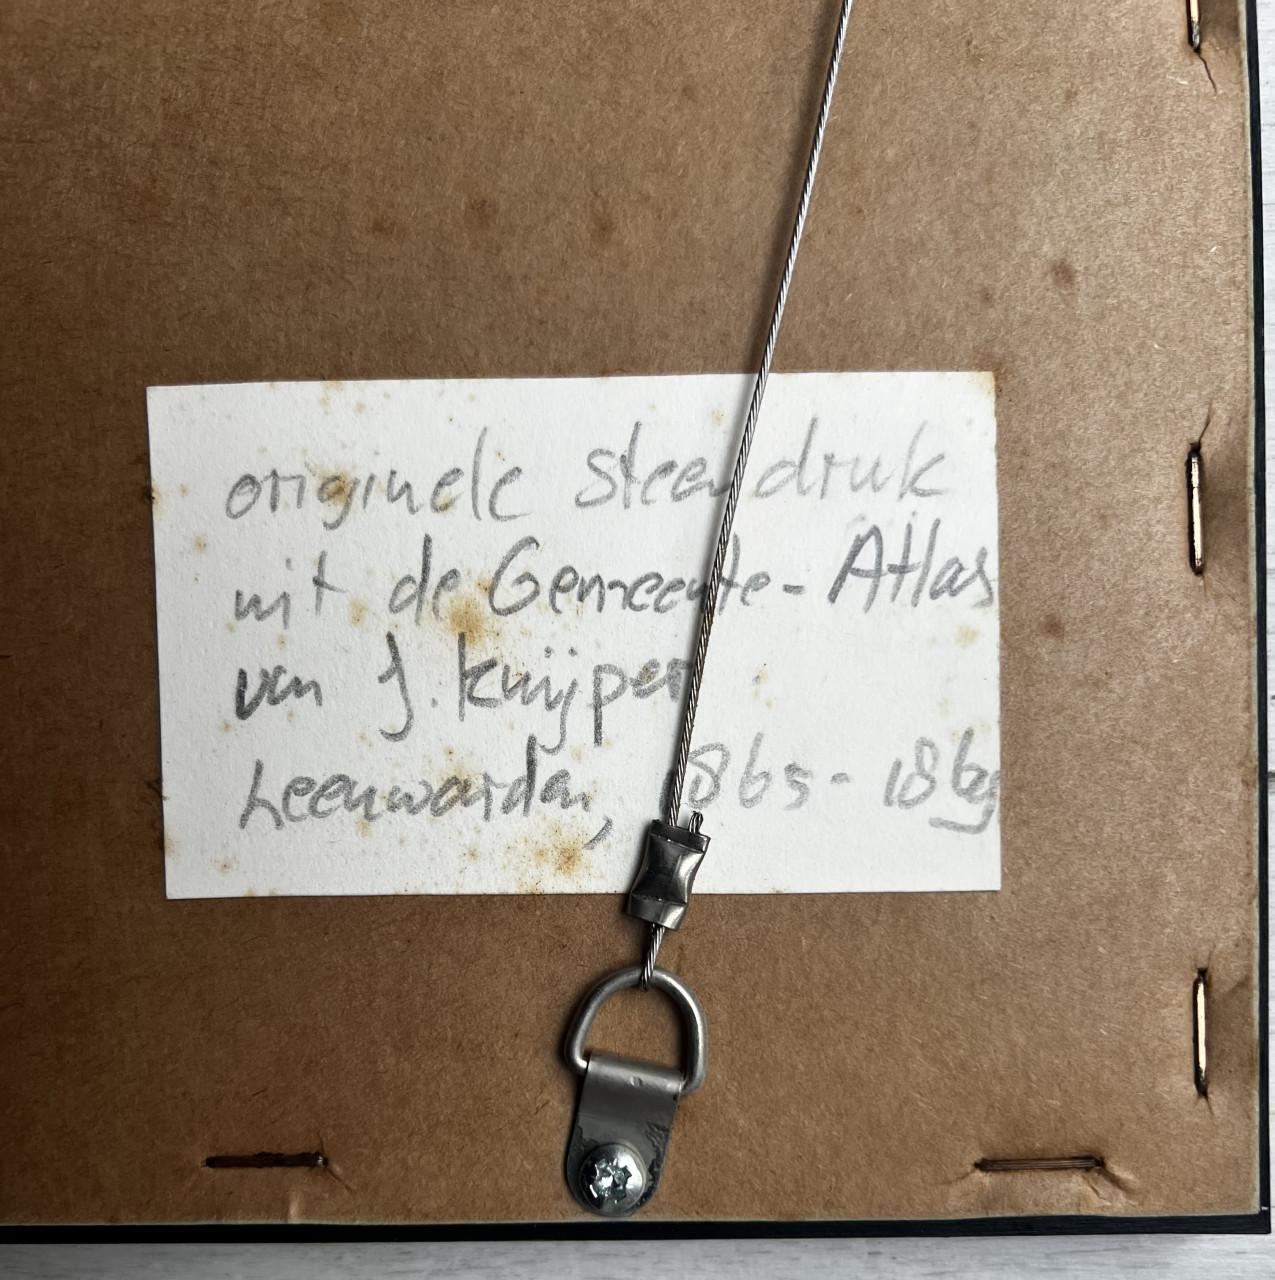 originele steendruk
uit de Gemeente-Atlas
van J. Kuijper
Leeuwarden, 1865-1869